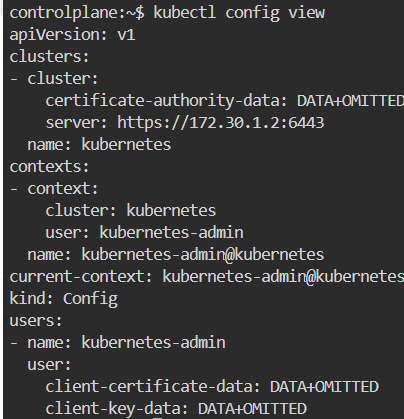 controlplane:~$ kubectl config view
apiVersion: v1
clusters:
- cluster:
    certificate-authority-data: DATA+OMITTED
    server: https://172.30.1.2:6443
  name: kubernetes
contexts:
- context:
    cluster: kubernetes
    user: kubernetes-admin
  name: kubernetes-admin@kubernetes
current-context: kubernetes-admin@kubernetes
kind: Config
users:
- name: kubernetes-admin
  user:
    client-certificate-data: DATA+OMITTED
    client-key-data: DATA+OMITTED